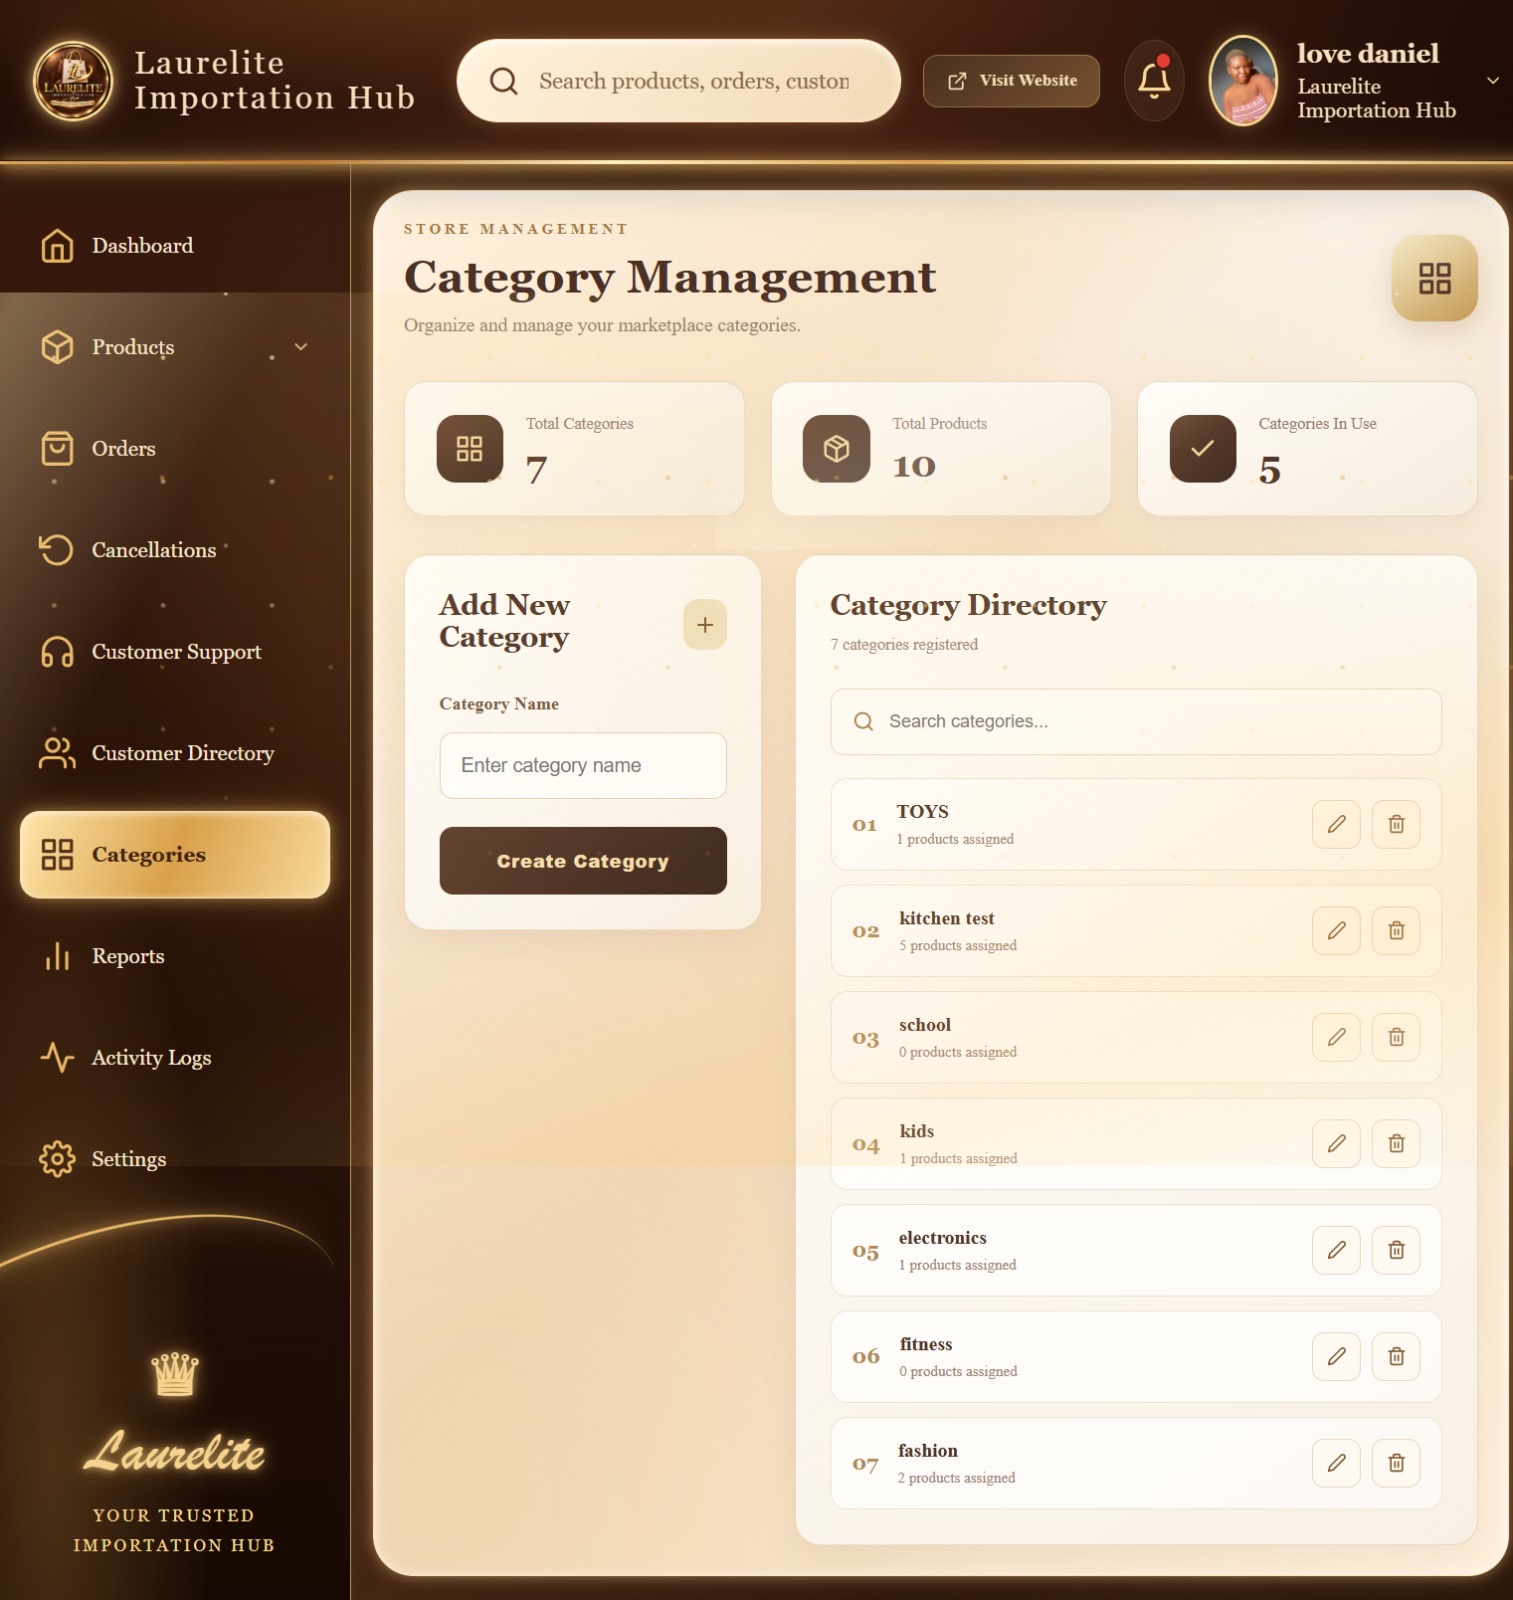 LAURELITE
Laurelite
Importation Hub
Search products, orders, custon
Visit Website
love daniel
Laurelite
Importation Hub
Dashboard
Products
Orders
Cancellations
Customer Support
Customer Directory
Categories
Reports
Activity Logs
Settings
Laurelite
YOUR TRUSTED
IMPORTATION HUB
STORE MANAGEMENT
Category Management
Organize and manage your marketplace categories.
Total Categories
7
Total Products
10
Categories In Use
5
Add New
Category
Category Name
Enter category name
Create Category
Category Directory
7 categories registered
Search categories...
01
TOYS
1 products assigned
02
kitchen test
5 products assigned
03
school
0 products assigned
04
kids
1 products assigned
05
electronics
1 products assigned
06
fitness
0 products assigned
07
fashion
2 products assigned